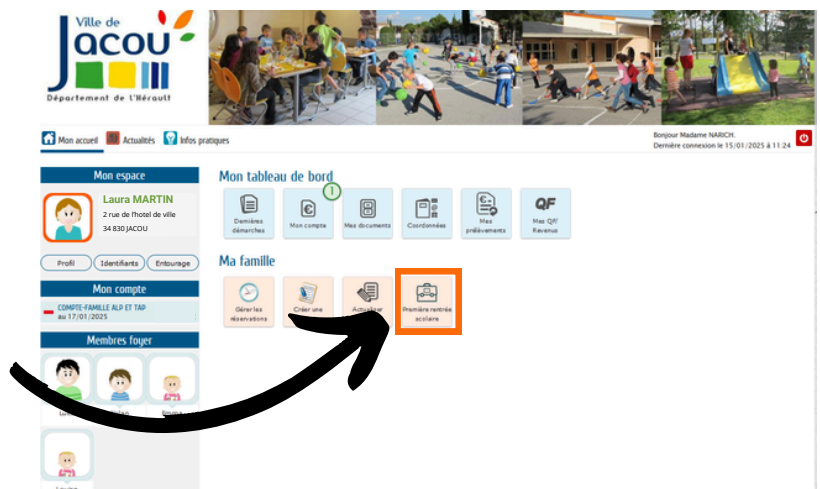 Ville de
Jacou
Département de l'Hérault
Mon accueil
Actualités
Infos pratiques
Bonjour Madame NARICH.
Dernière connexion le 15/01/2025 à 11:24
Mon espace
Laura MARTIN
2 rue de l'hotel de ville
34 830 JACOU
Profil
Identifiants
Entourage
Mon compte
COMPTE-FAMILLE ALP ET TAP
au 17/01/2025
Membres foyer
Emma
Mon tableau de bord
1
Dernières
démarches
Mon compte
Mes documents
Coordonnées
Mes
prélèvements
QF
Mes QF/
Revenus
Ma famille
Gérer les
réservations
Créer une
Actualiser
Première rentrée
scolaire